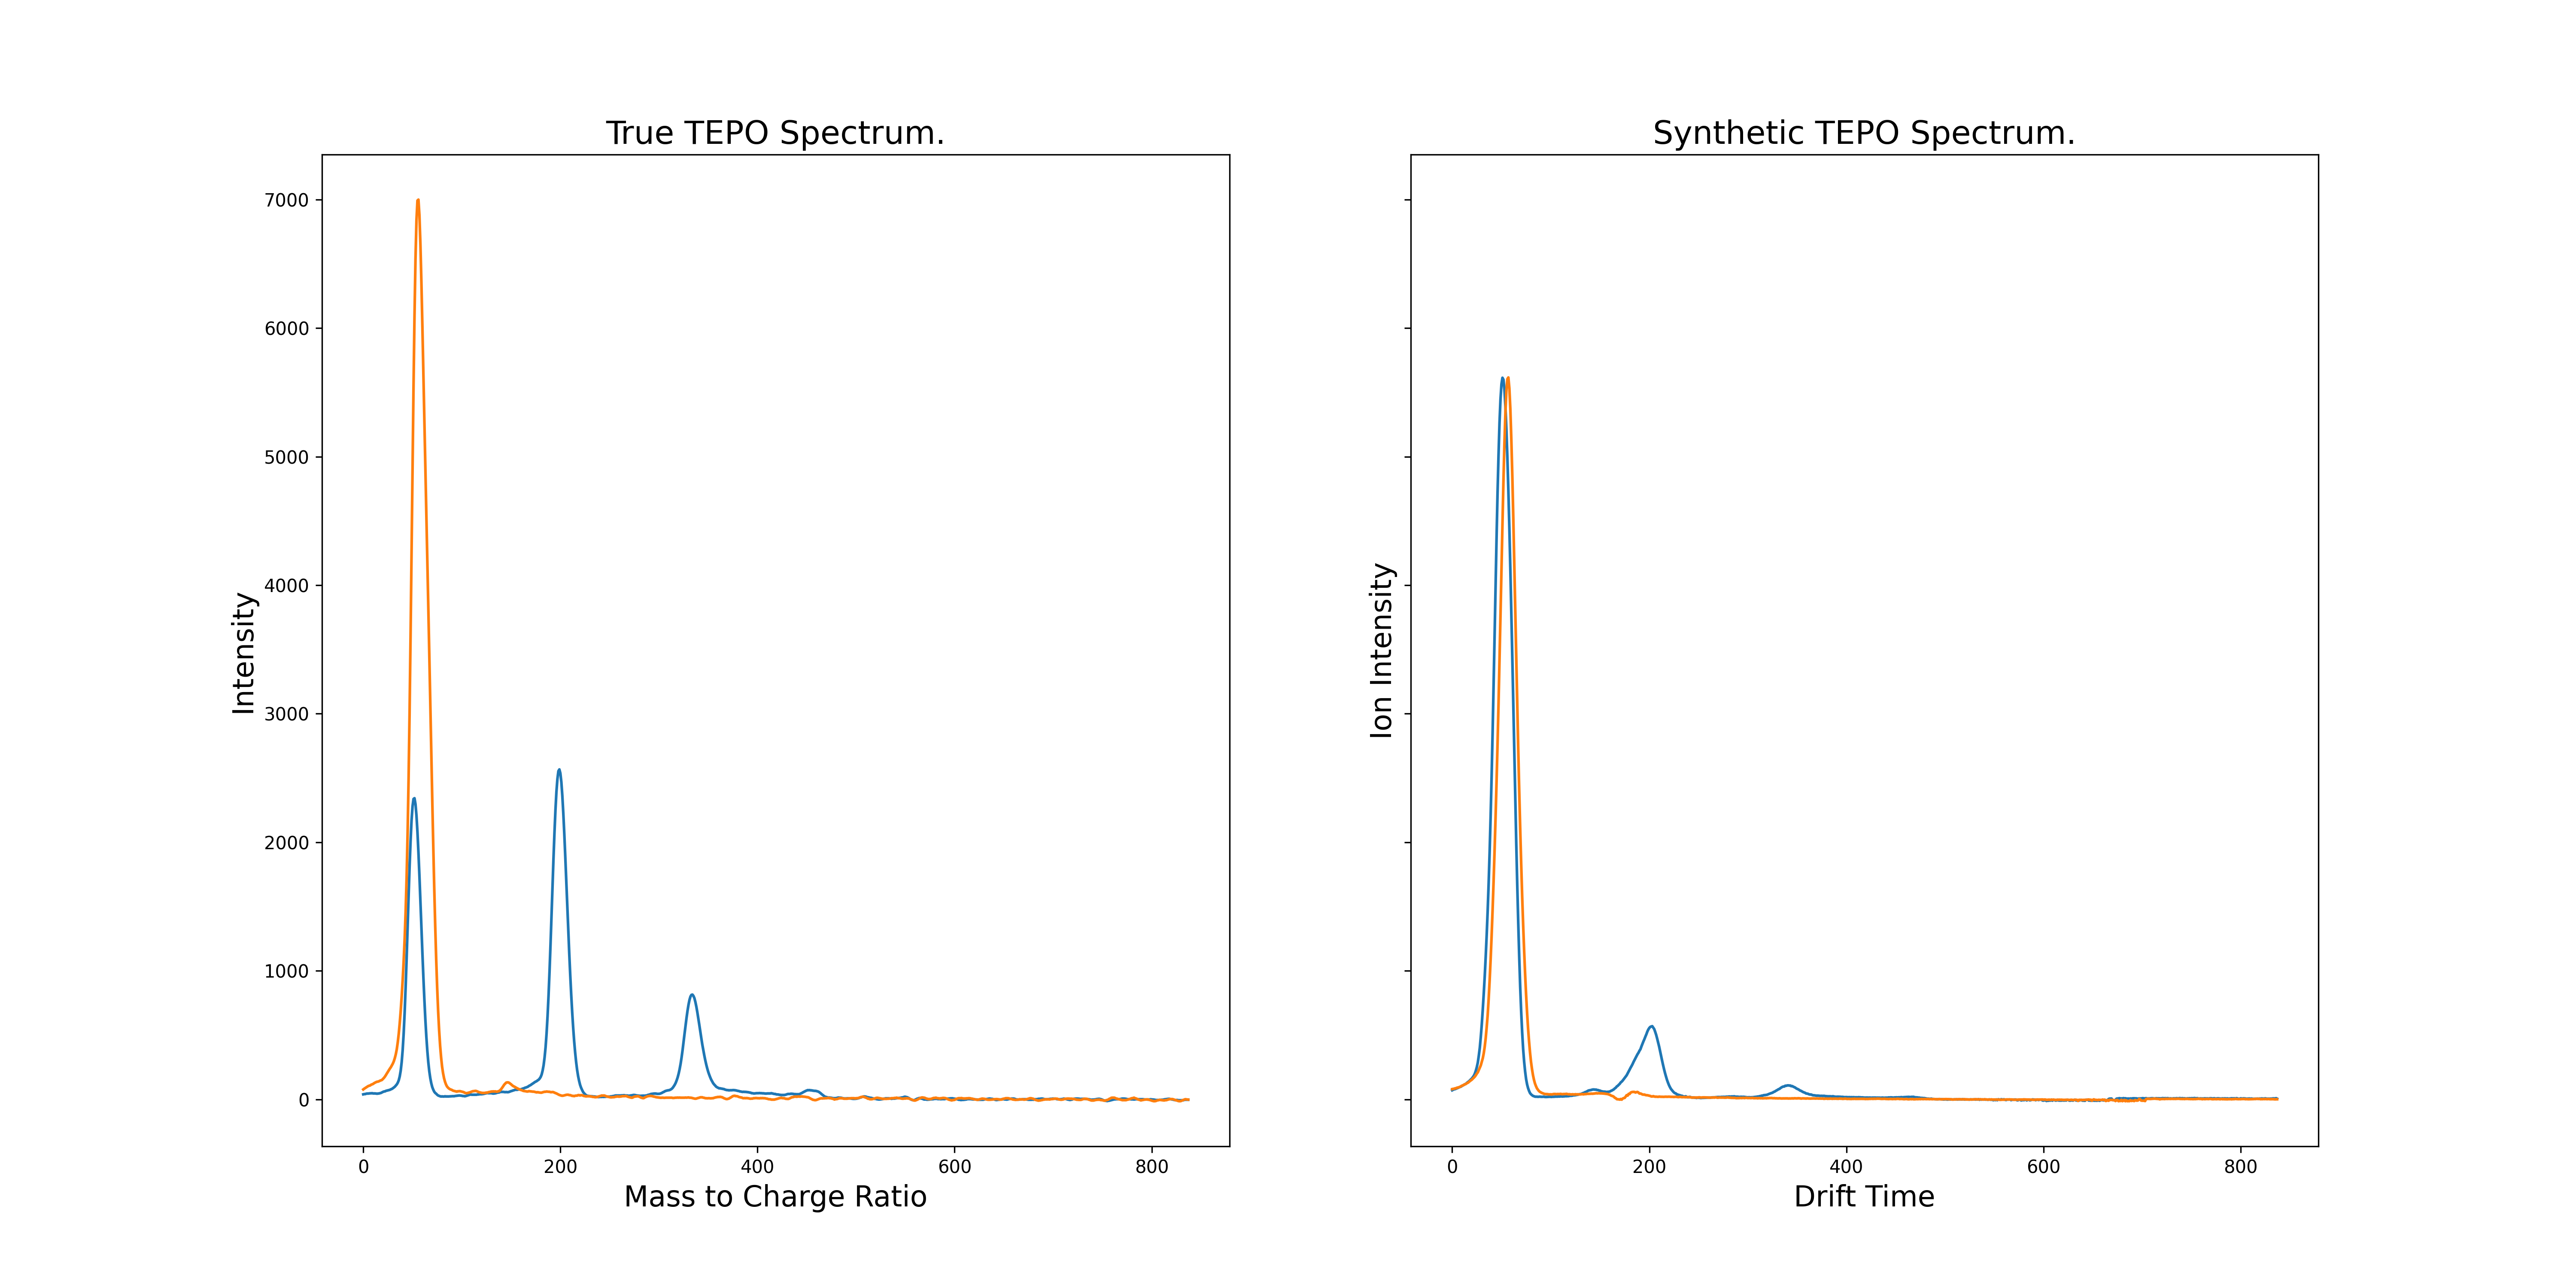 True TEPO Spectrum.
Synthetic TEPO Spectrum.
7000
6000
5000
4000
3000
2000
1000
0
Intensity
Ion Intensity
0 200 400 600 800
0 200 400 600 800
Mass to Charge Ratio
Drift Time